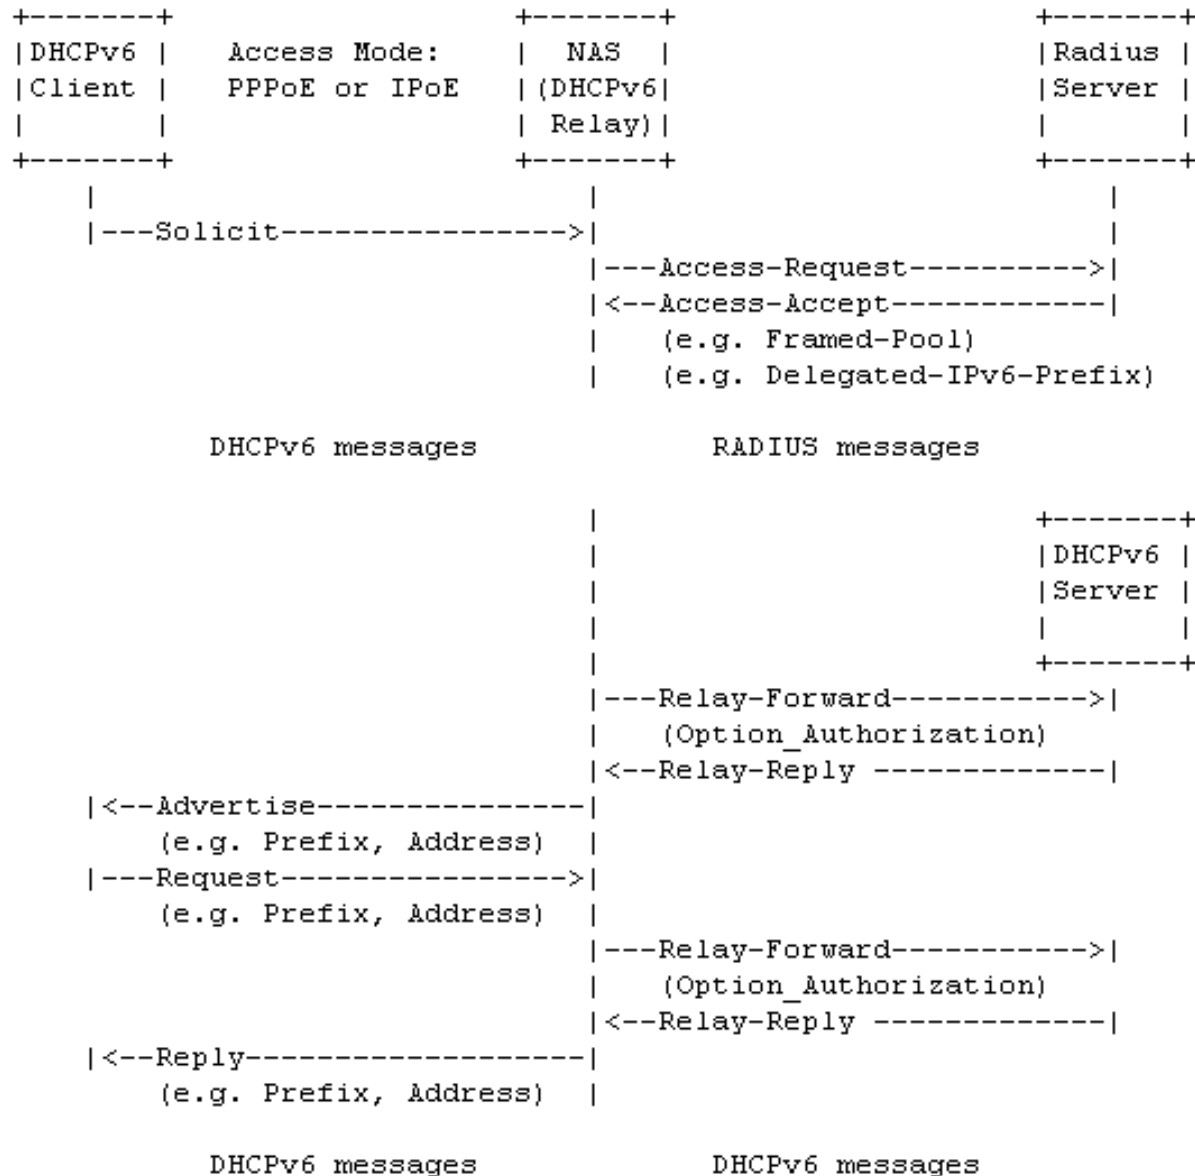 +-------+ +-------+ +-------+
|DHCPv6 | Access Mode: | NAS | |Radius |
|Client | PPPoE or IPoE |(DHCPv6| |Server |
| | | Relay)| | |
+-------+ +-------+ +-------+
| | |
|---Solicit---------------->| |
|---Access-Request---------->|
|<--Access-Accept------------|
| (e.g. Framed-Pool)
| (e.g. Delegated-IPv6-Prefix)
DHCPv6 messages RADIUS messages
| +-------+
| |DHCPv6 |
| |Server |
| | |
| +-------+
|---Relay-Forward----------->|
| (Option_Authorization)
|<--Relay-Reply -------------|
|<--Advertise---------------|
(e.g. Prefix, Address) |
|---Request---------------->|
(e.g. Prefix, Address) |
|---Relay-Forward----------->|
| (Option_Authorization)
|<--Relay-Reply -------------|
|<--Reply-------------------|
(e.g. Prefix, Address) |
DHCPv6 messages DHCPv6 messages